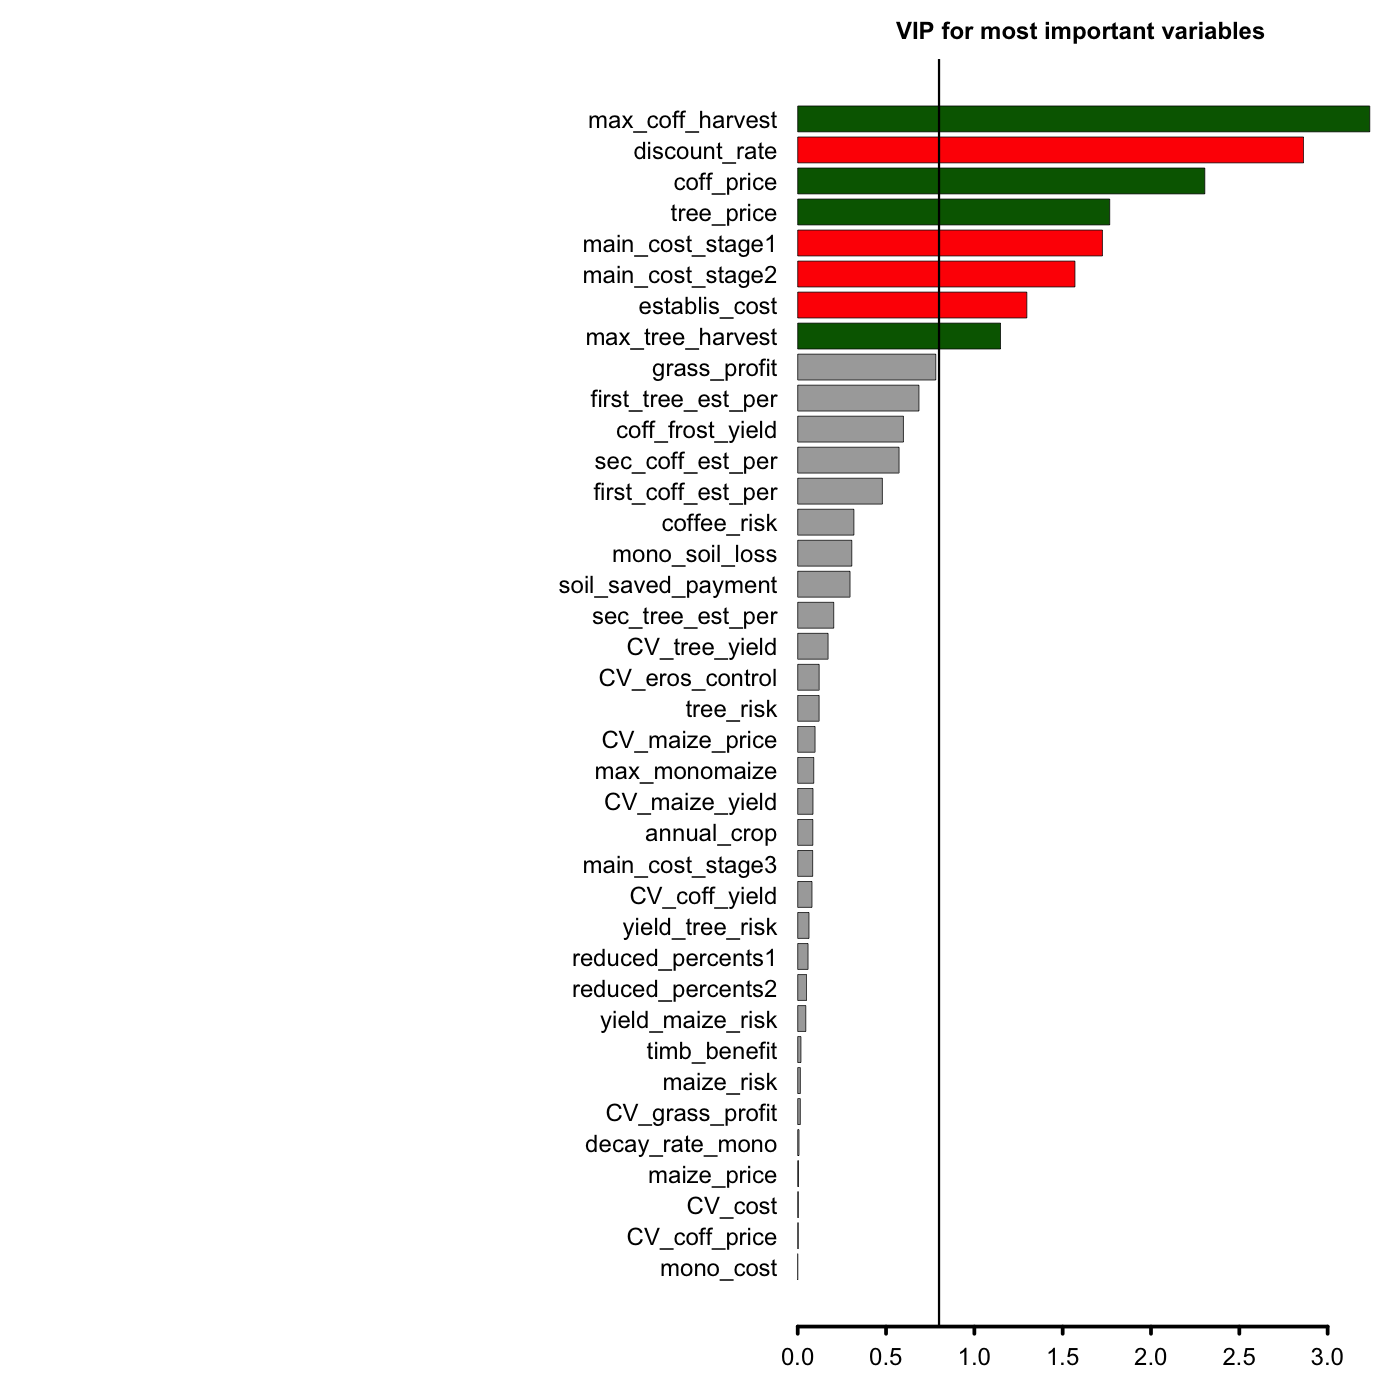 VIP for most important variables
max_coff_harvest
discount_rate
coff_price
tree_price
main_cost_stage1
main_cost_stage2
establis_cost
max_tree_harvest
grass_profit
first_tree_est_per
coff_frost_yield
sec_coff_est_per
first_coff_est_per
coffee_risk
mono_soil_loss
soil_saved_payment
sec_tree_est_per
CV_tree_yield
CV_eros_control
tree_risk
CV_maize_price
max_monomaize
CV_maize_yield
annual_crop
main_cost_stage3
CV_coff_yield
yield_tree_risk
reduced_percents1
reduced_percents2
yield_maize_risk
timb_benefit
maize_risk
CV_grass_profit
decay_rate_mono
maize_price
CV_cost
CV_coff_price
mono_cost
0.0 0.5 1.0 1.5 2.0 2.5 3.0